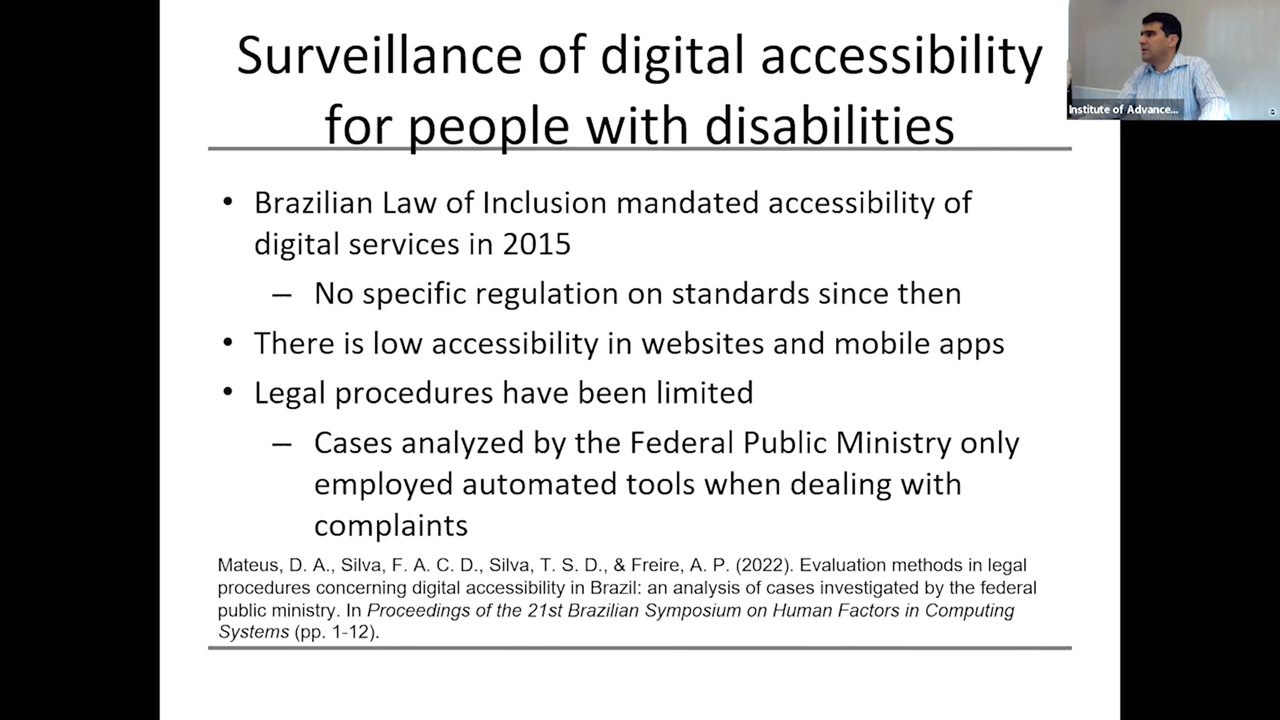 Surveillance of digital accessibility
for people with disabilities
Institute of Advance...
• Brazilian Law of Inclusion mandated accessibility of
digital services in 2015
– No specific regulation on standards since then
• There is low accessibility in websites and mobile apps
• Legal procedures have been limited
– Cases analyzed by the Federal Public Ministry only
employed automated tools when dealing with
complaints
Mateus, D. A., Silva, F. A. C. D., Silva, T. S. D., & Freire, A. P. (2022). Evaluation methods in legal
procedures concerning digital accessibility in Brazil: an analysis of cases investigated by the federal
public ministry. In Proceedings of the 21st Brazilian Symposium on Human Factors in Computing
Systems (pp. 1-12).